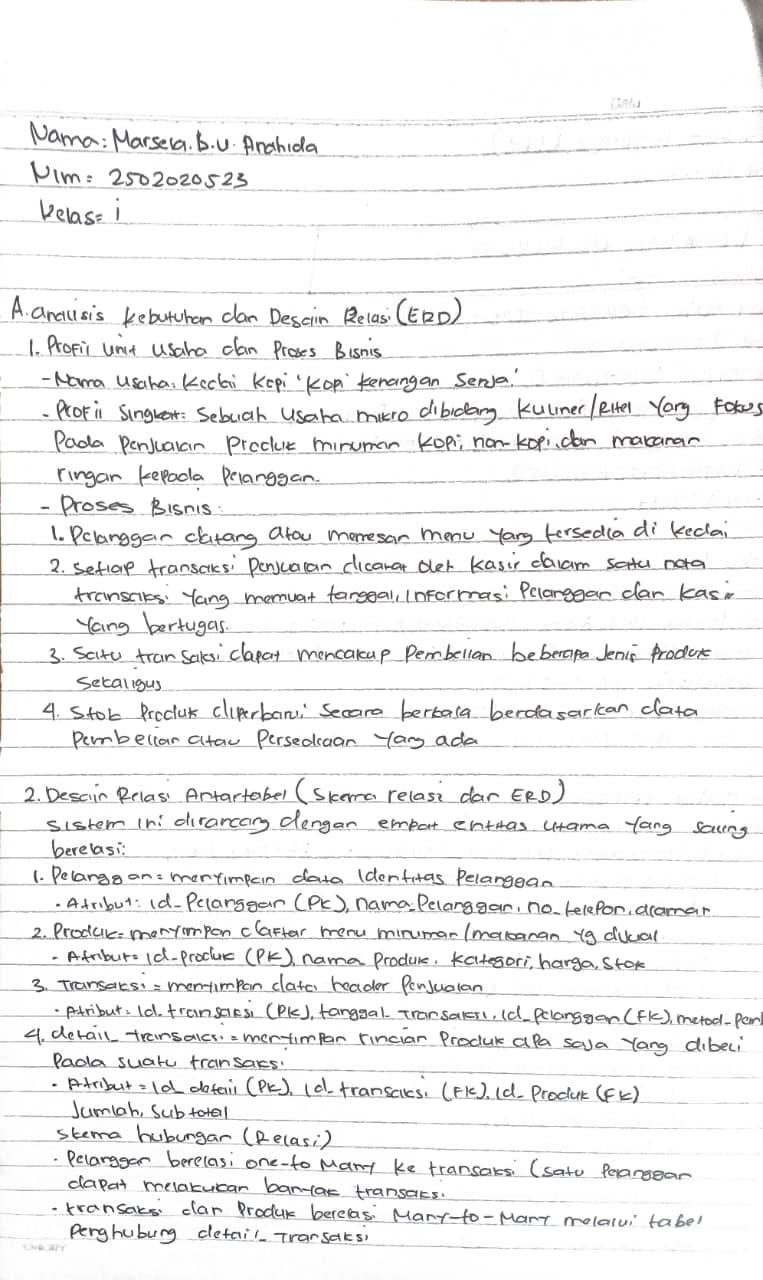 Date
Nama: Marsela. B.U. Anahida
Nim = 2502020523
Kelas = i
A. analisis kebutuhan dan Desain Relasi (ERD)
1. Profil unit usaha dan Proses Bisnis
- Nama Usaha: Kedai Kopi 'Kopi kenangan Senja'
- Profil Singkat: Sebuah usaha mikro dibidang kuliner/Ritel Yang Fokus
Pada Penjualan Produk minuman kopi, non-kopi, dan makanan
ringan kepada Pelanggan.
- Proses Bisnis:
1. Pelanggan datang atau memesan menu yang tersedia di kedai
2. Setiap transaksi Penjualan dicatat oleh kasir dalam satu nota
transaksi Yang memuat tanggal, Informasi Pelanggan dan kasir
Yang bertugas.
3. Satu transaksi dapat mencakup Pembelian beberapa Jenis Produk
Sekaligus
4. Stok Produk diperbarui Secara berkala berdasarkan data
Pembelian atau Persediaan Yang ada
2. Desain Relasi Antartabel (Skema relasi dan ERD)
Sistem ini dirancang dengan empat entitas utama Yang Saling
berelasi:
1. Pelanggan = menyimpan data Identitas Pelanggan
• Atribut: id_Pelanggan (PK), nama_Pelanggan, no_telepon, alamat
2. Produk = menyimpan daftar menu minuman/makanan yg dijual
- Atribut = id_produk (PK), nama Produk, kategori, harga, Stok
3. Transaksi = menyimpan data header Penjualan
• Atribut: Id_transaksi (PK), tanggal_Transaksi, id_Pelanggan (FK), metod_Pem
4. detail_transaksi = menyimpan rincian Produk apa saja Yang dibeli
Pada suatu transaksi
• Atribut = Id_detail (PK), Id_transaksi (FK), Id_Produk (FK)
Jumlah, Subtotal
Skema hubungan (Relasi)
• Pelanggan berelasi one-to Many ke transaksi (satu Pelanggan
dapat melakukan banyak transaksi.
• transaksi dan Produk berelasi Many-to-Many melalui tabel
Penghubung detail_Transaksi